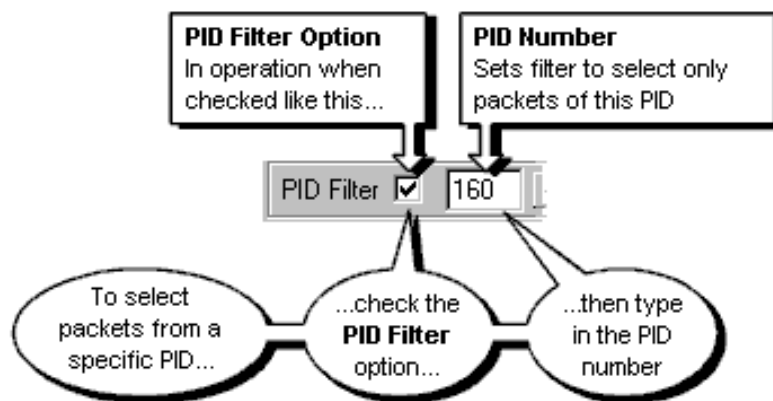 PID Filter Option
In operation when
checked like this...
PID Number
Sets filter to select only
packets of this PID
PID Filter
160
To select
packets from a
specific PID...
...check the
PID Filter
option...
...then type
in the PID
number